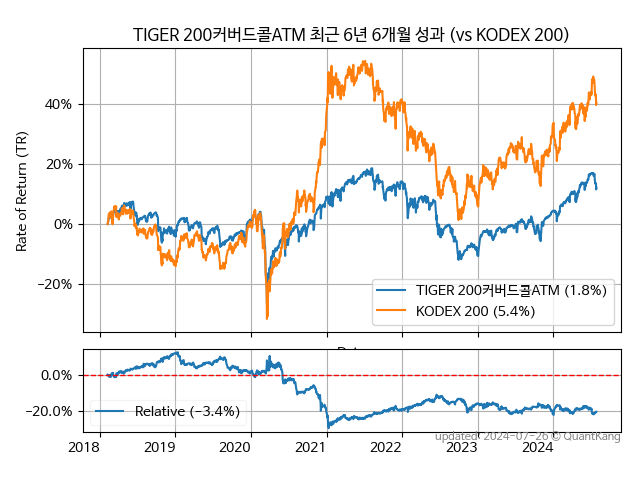 TIGER 200커버드콜ATM 최근 6년 6개월 성과 (vs KODEX 200)
Rate of Return (TR)
40%
20%
0%
−20%
TIGER 200커버드콜ATM (1.8%)
KODEX 200 (5.4%)
0.0%
−20.0%
Relative (−3.4%)
2018 2019 2020 2021 2022 2023 2024
updated: 2024-07-26 © QuantKang